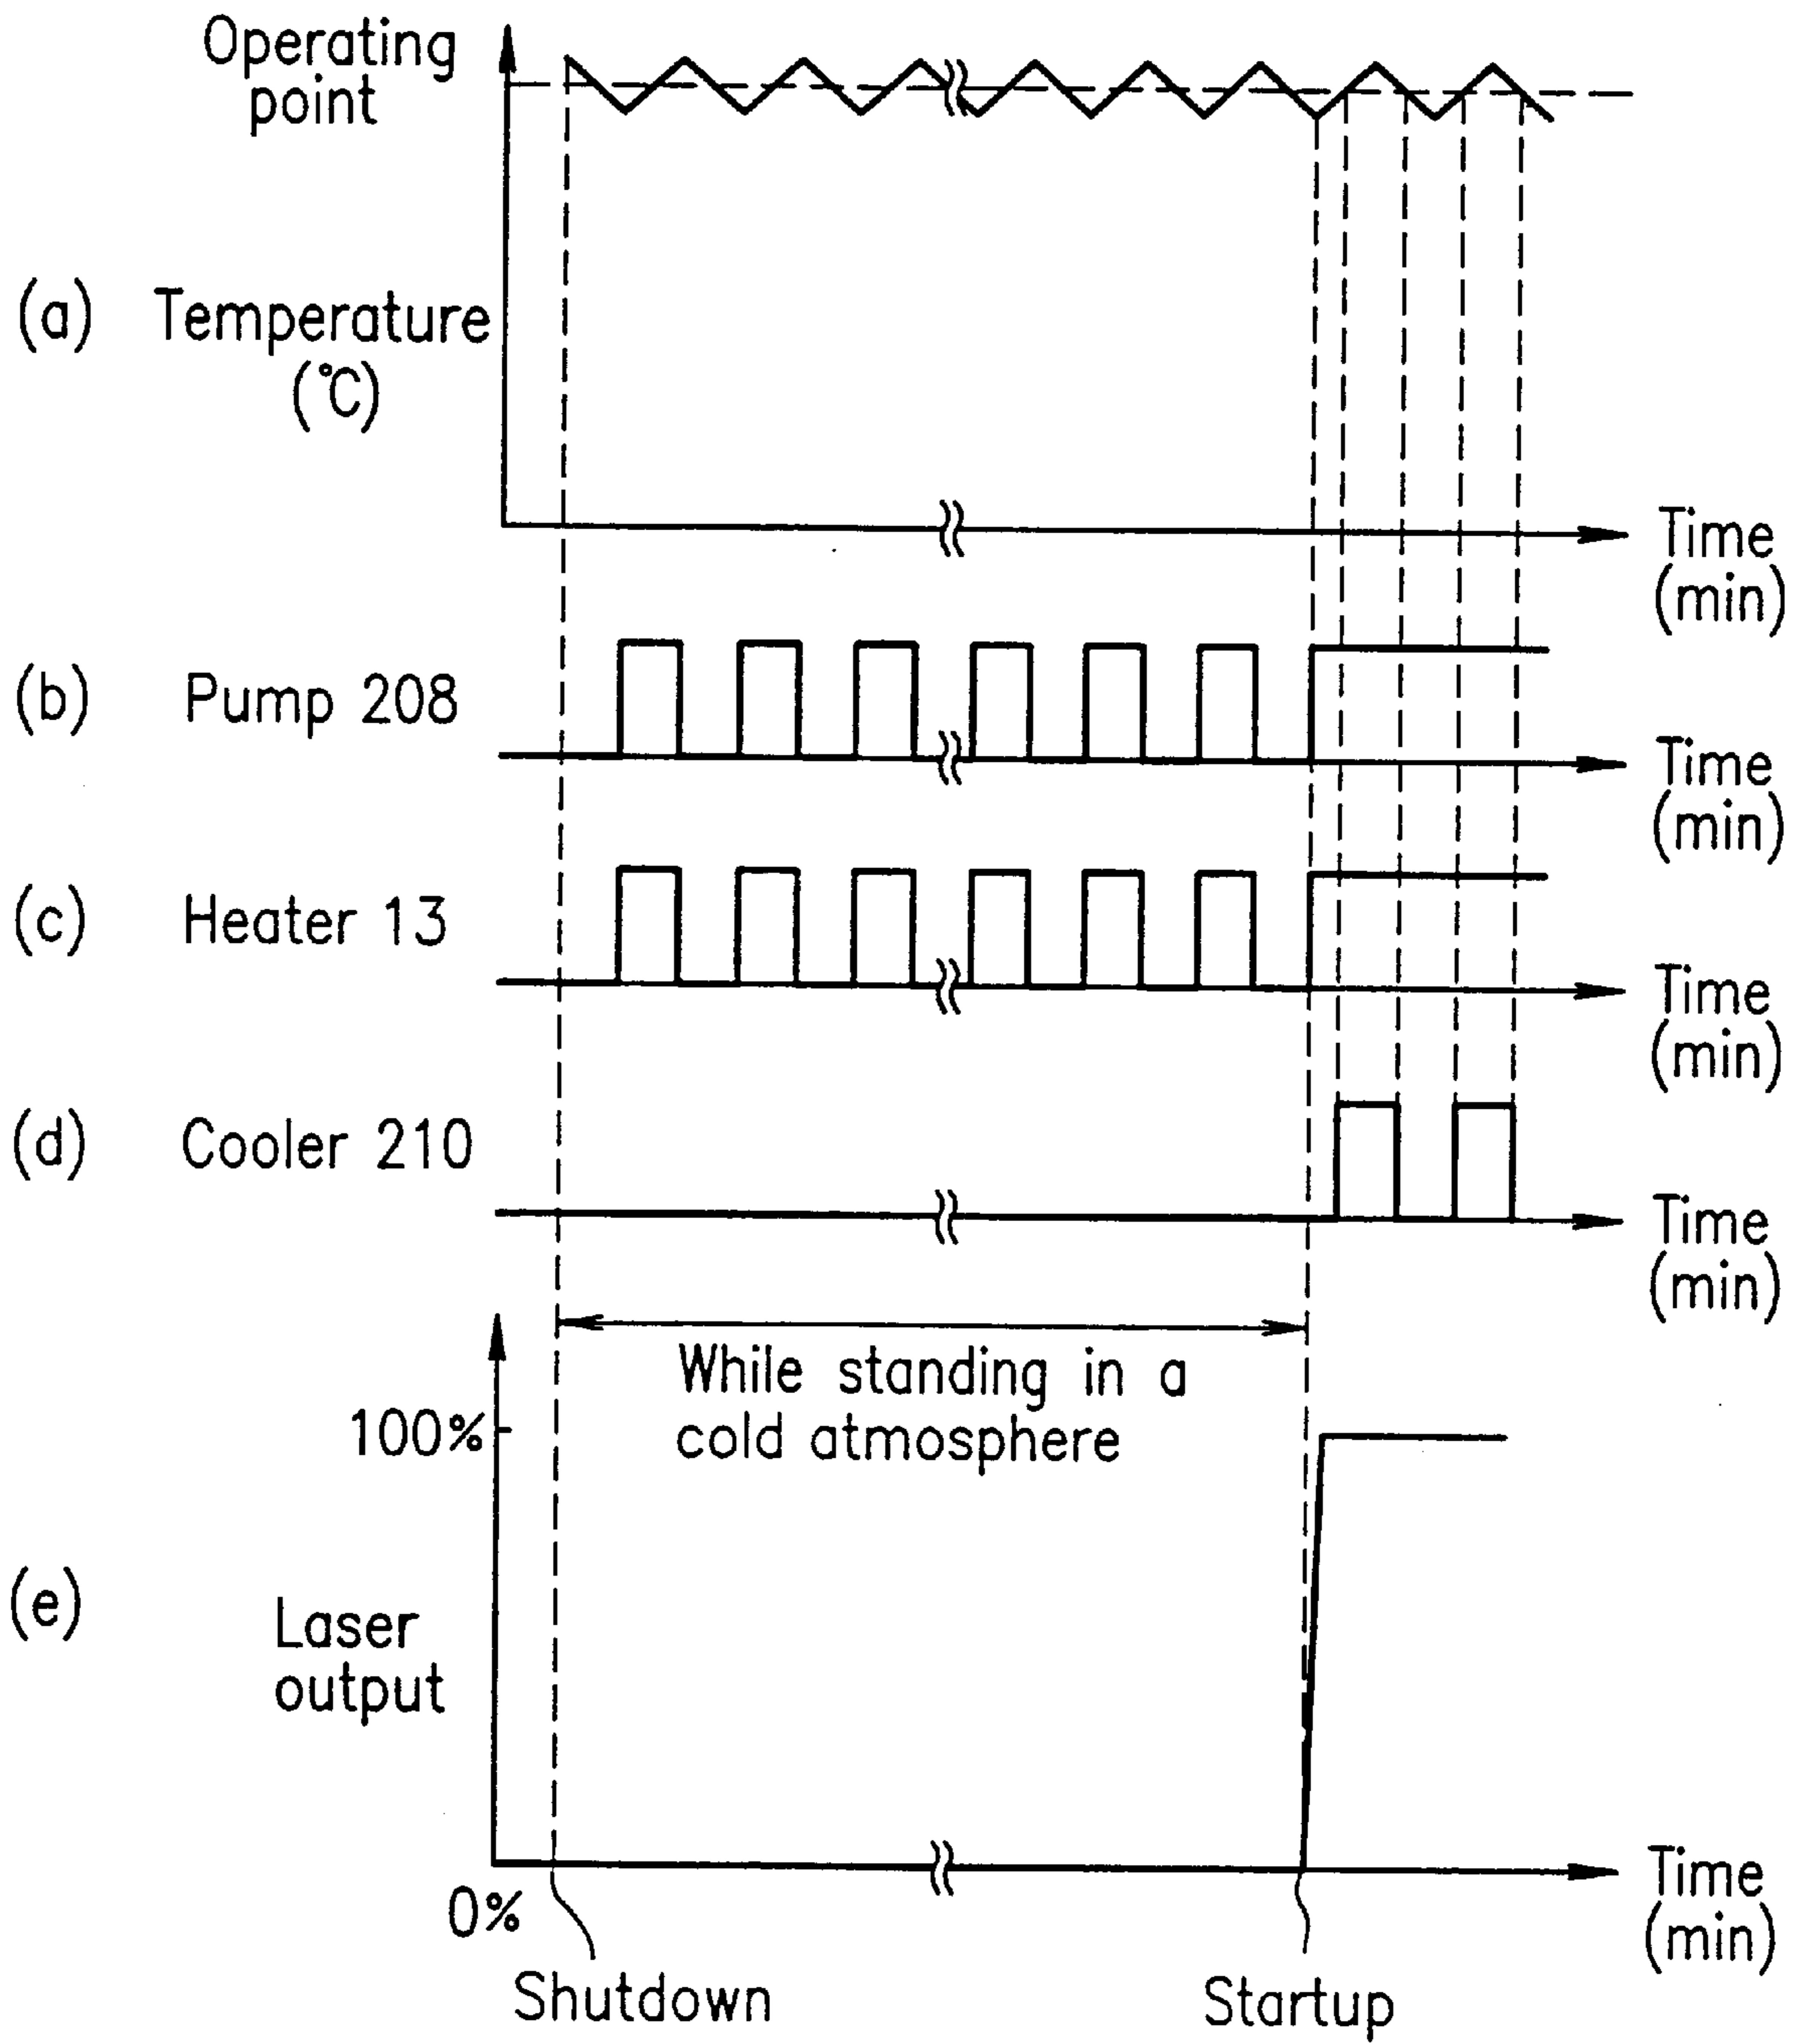 Operating
point
(a) Temperature
(°C)
Time
(min)
(b) Pump 208
Time
(min)
(c) Heater 13
Time
(min)
(d) Cooler 210
Time
(min)
While standing in a
cold atmosphere
100%
(e) Laser
output
0%
Time
(min)
Shutdown
Startup